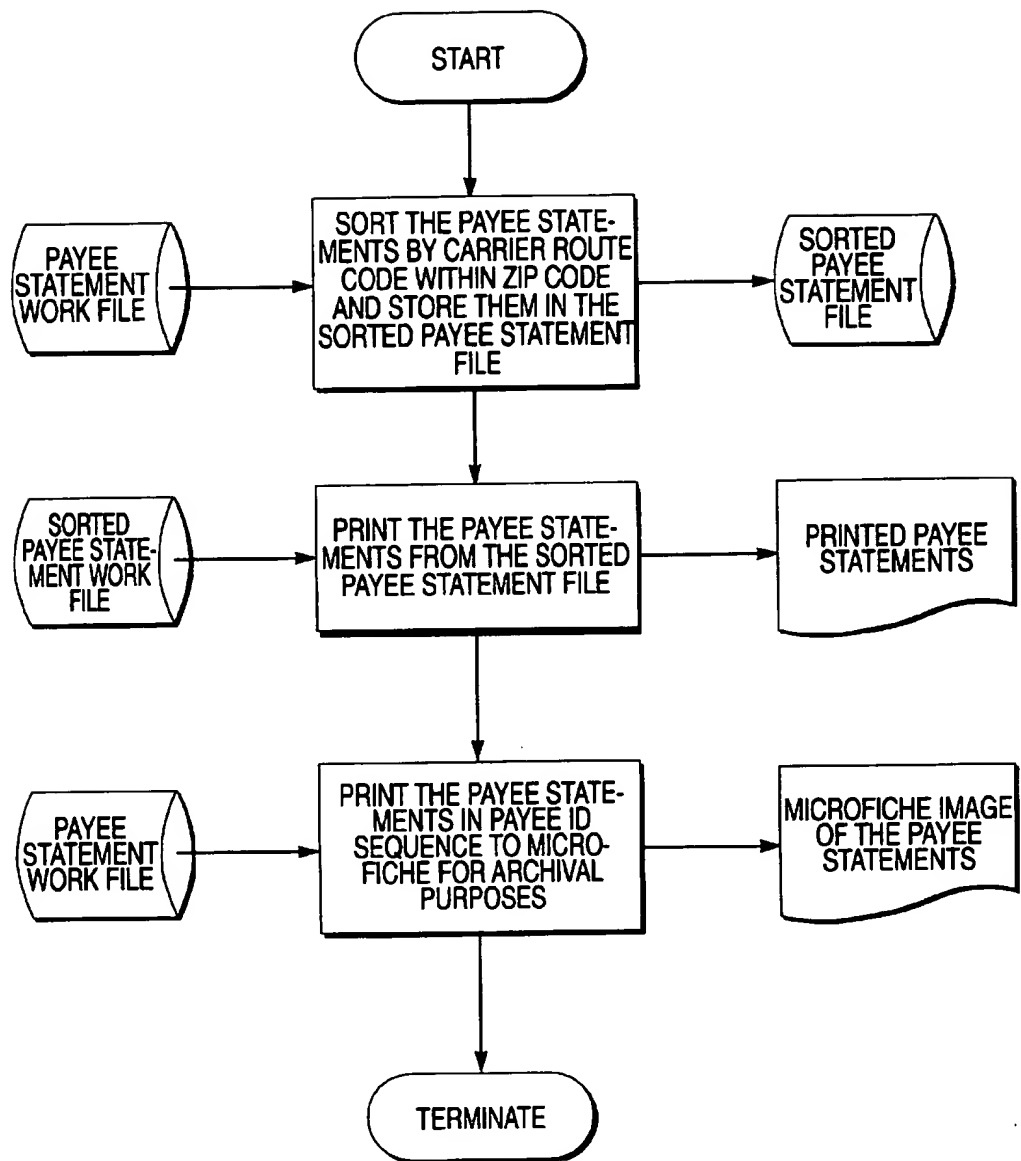 START
PAYEE
STATEMENT
WORK FILE
SORT THE PAYEE STATE-
MENTS BY CARRIER ROUTE
CODE WITHIN ZIP CODE
AND STORE THEM IN THE
SORTED PAYEE STATEMENT
FILE
SORTED
PAYEE
STATEMENT
FILE
SORTED
PAYEE STATE-
MENT WORK
FILE
PRINT THE PAYEE STATE-
MENTS FROM THE SORTED
PAYEE STATEMENT FILE
PRINTED PAYEE
STATEMENTS
PAYEE
STATEMENT
WORK FILE
PRINT THE PAYEE STATE-
MENTS IN PAYEE ID
SEQUENCE TO MICRO-
FICHE FOR ARCHIVAL
PURPOSES
MICROFICHE IMAGE
OF THE PAYEE
STATEMENTS
TERMINATE